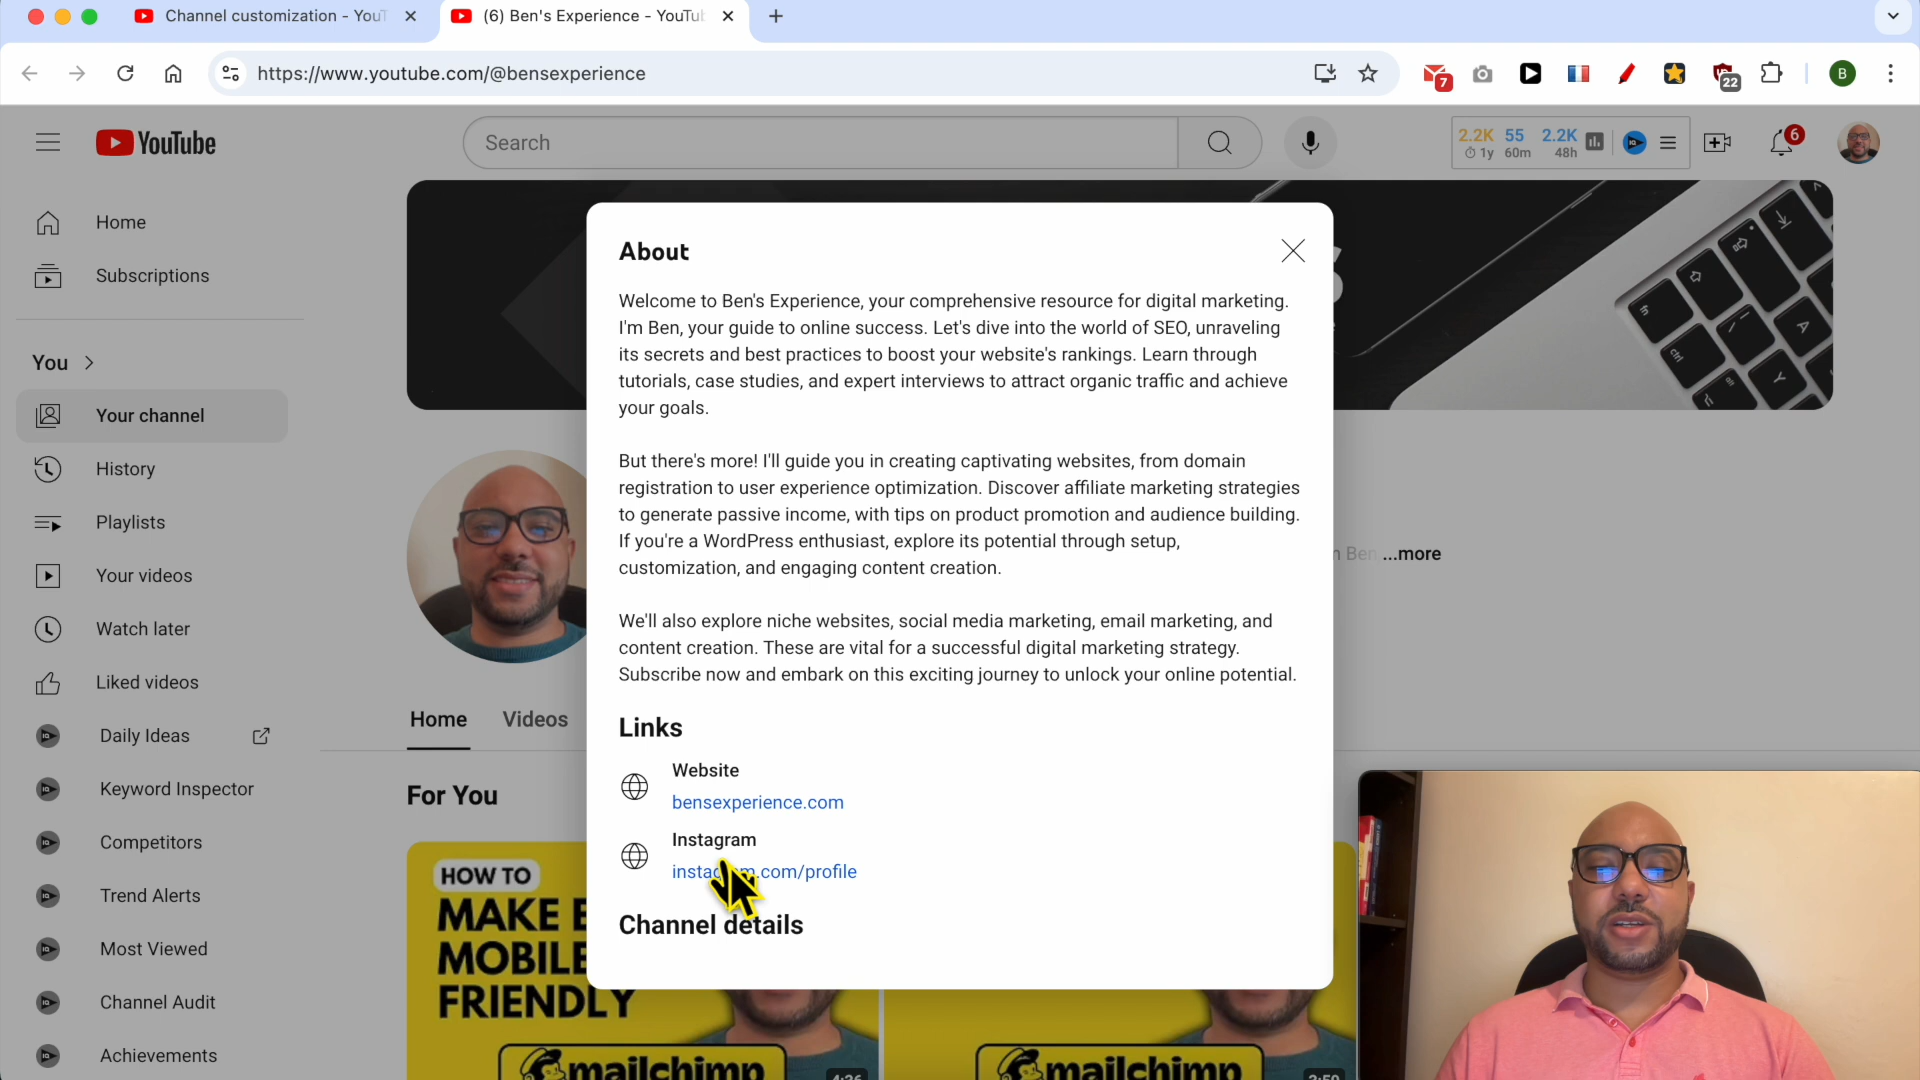 Channel customization - YouT
(6) Ben's Experience - YouTub
https://www.youtube.com/@bensexperience
7
22
B
YouTube
Search
2.2K 55 2.2K
1y 60m 48h
6
Home
Subscriptions
You
Your channel
History
Playlists
Your videos
Watch later
Liked videos
Daily Ideas
Keyword Inspector
Competitors
Trend Alerts
Most Viewed
Channel Audit
Achievements
About
Welcome to Ben's Experience, your comprehensive resource for digital marketing.
I'm Ben, your guide to online success. Let's dive into the world of SEO, unraveling
its secrets and best practices to boost your website's rankings. Learn through
tutorials, case studies, and expert interviews to attract organic traffic and achieve
your goals.
But there's more! I'll guide you in creating captivating websites, from domain
registration to user experience optimization. Discover affiliate marketing strategies
to generate passive income, with tips on product promotion and audience building.
If you're a WordPress enthusiast, explore its potential through setup,
customization, and engaging content creation.
We'll also explore niche websites, social media marketing, email marketing, and
content creation. These are vital for a successful digital marketing strategy.
Subscribe now and embark on this exciting journey to unlock your online potential.
Links
Website
bensexperience.com
Instagram
instagram.com/profile
Channel details
Ben ...more
Home Videos
For You
HOW TO
MAKE E
MOBILE
FRIENDLY
mailchimp
mailchimp
fn
ctrl
alt
A
Y